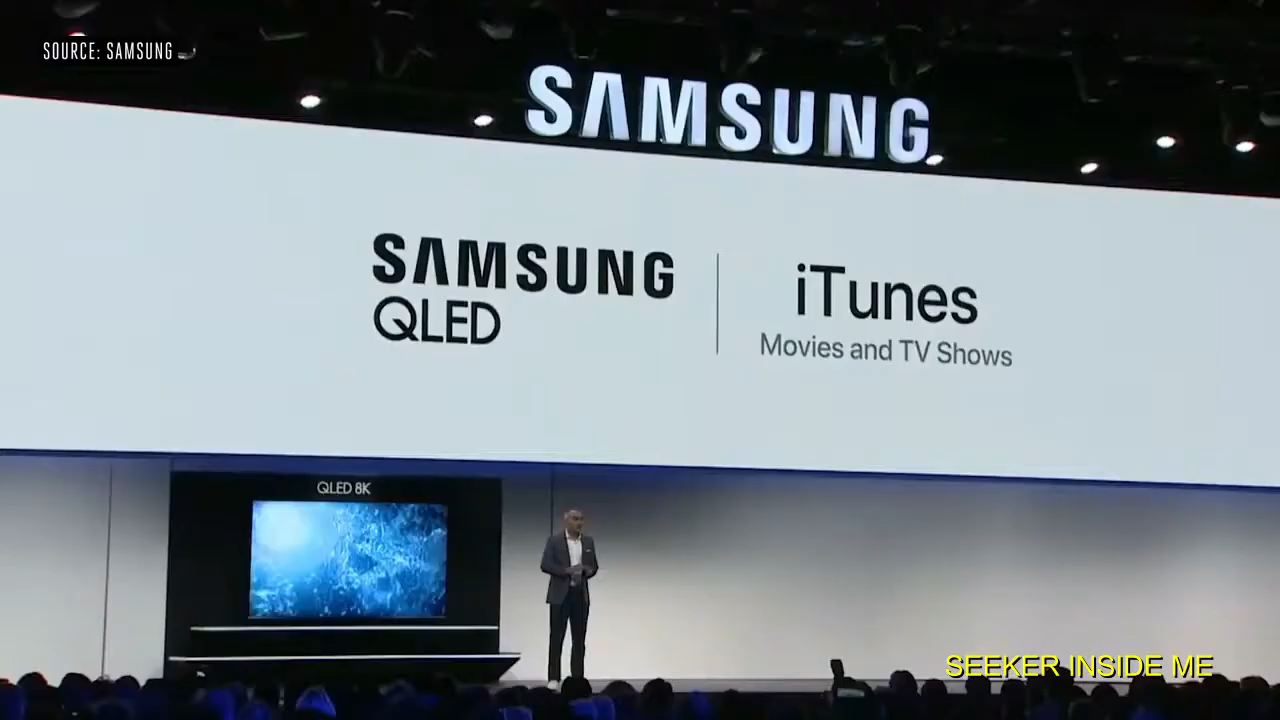 SOURCE: SAMSUNG
SAMSUNG
SAMSUNG
QLED
iTunes
Movies and TV Shows
QLED 8K
SEEKER INSIDE ME